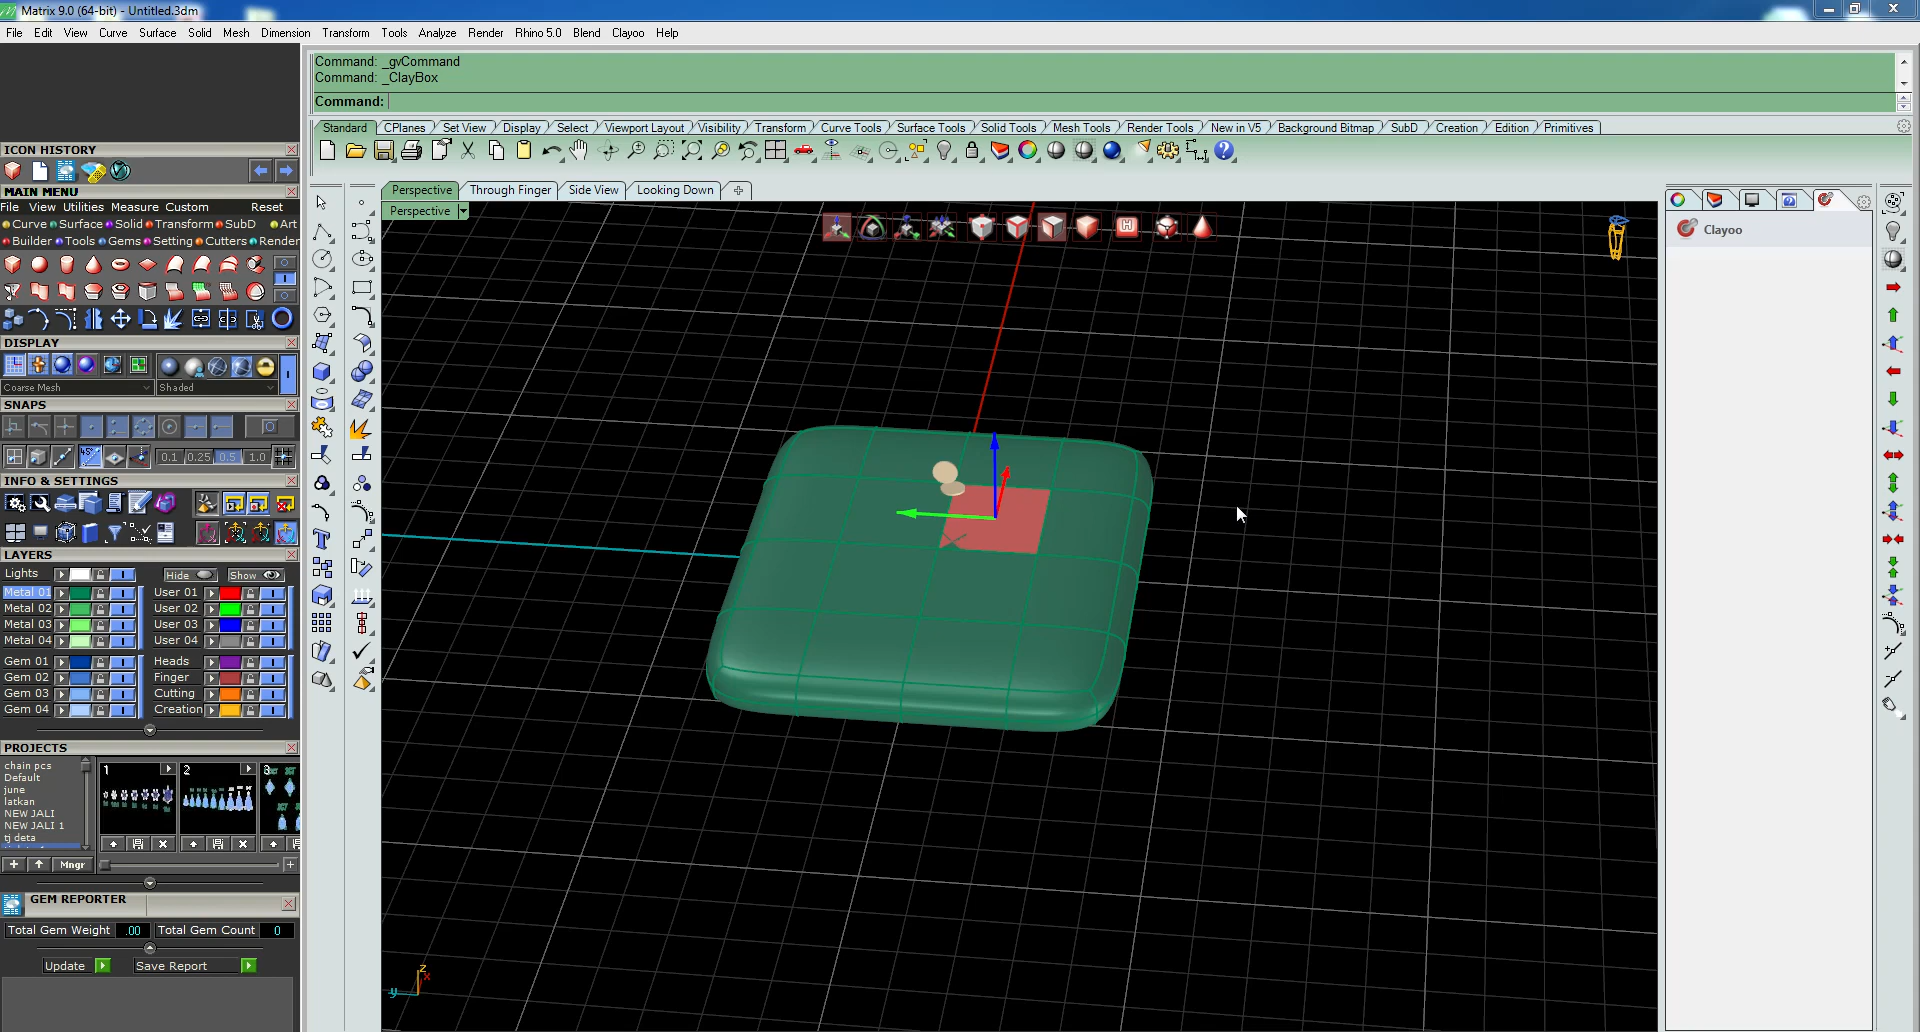 Matrix 9.0 (64-bit) - Untitled.3dm
File Edit View Curve Surface Solid Mesh Dimension Transform Tools Analyze Render Rhino 5.0 Blend Clayoo Help
Command: _gvCommand
Command: _ClayBox
Command:
Standard CPlanes Set View Display Select Viewport Layout Visibility Transform Curve Tools Surface Tools Solid Tools Mesh Tools Render Tools New in V5 Background Bitmap SubD Creation Edition Primitives
ICON HISTORY
MAIN MENU
File View Utilities Measure Custom Reset
Curve Surface Solid Transform SubD Art
Builder Tools Gems Setting Cutters Render
DISPLAY
Coarse Mesh Shaded
SNAPS
45° 0.1 0.25 0.5 1.0
INFO & SETTINGS
LAYERS
Lights Hide Show
Metal 01 User 01
Metal 02 User 02
Metal 03 User 03
Metal 04 User 04
Gem 01 Heads
Gem 02 Finger
Gem 03 Cutting
Gem 04 Creation
PROJECTS
chain pcs
Default
june
latkan
NEW JALI
NEW JALI 1
tj deta
1 2 3
Mngr
GEM REPORTER
Total Gem Weight .00 Total Gem Count 0
Update Save Report
Perspective Through Finger Side View Looking Down
Perspective
H
z
x
y
Clayoo